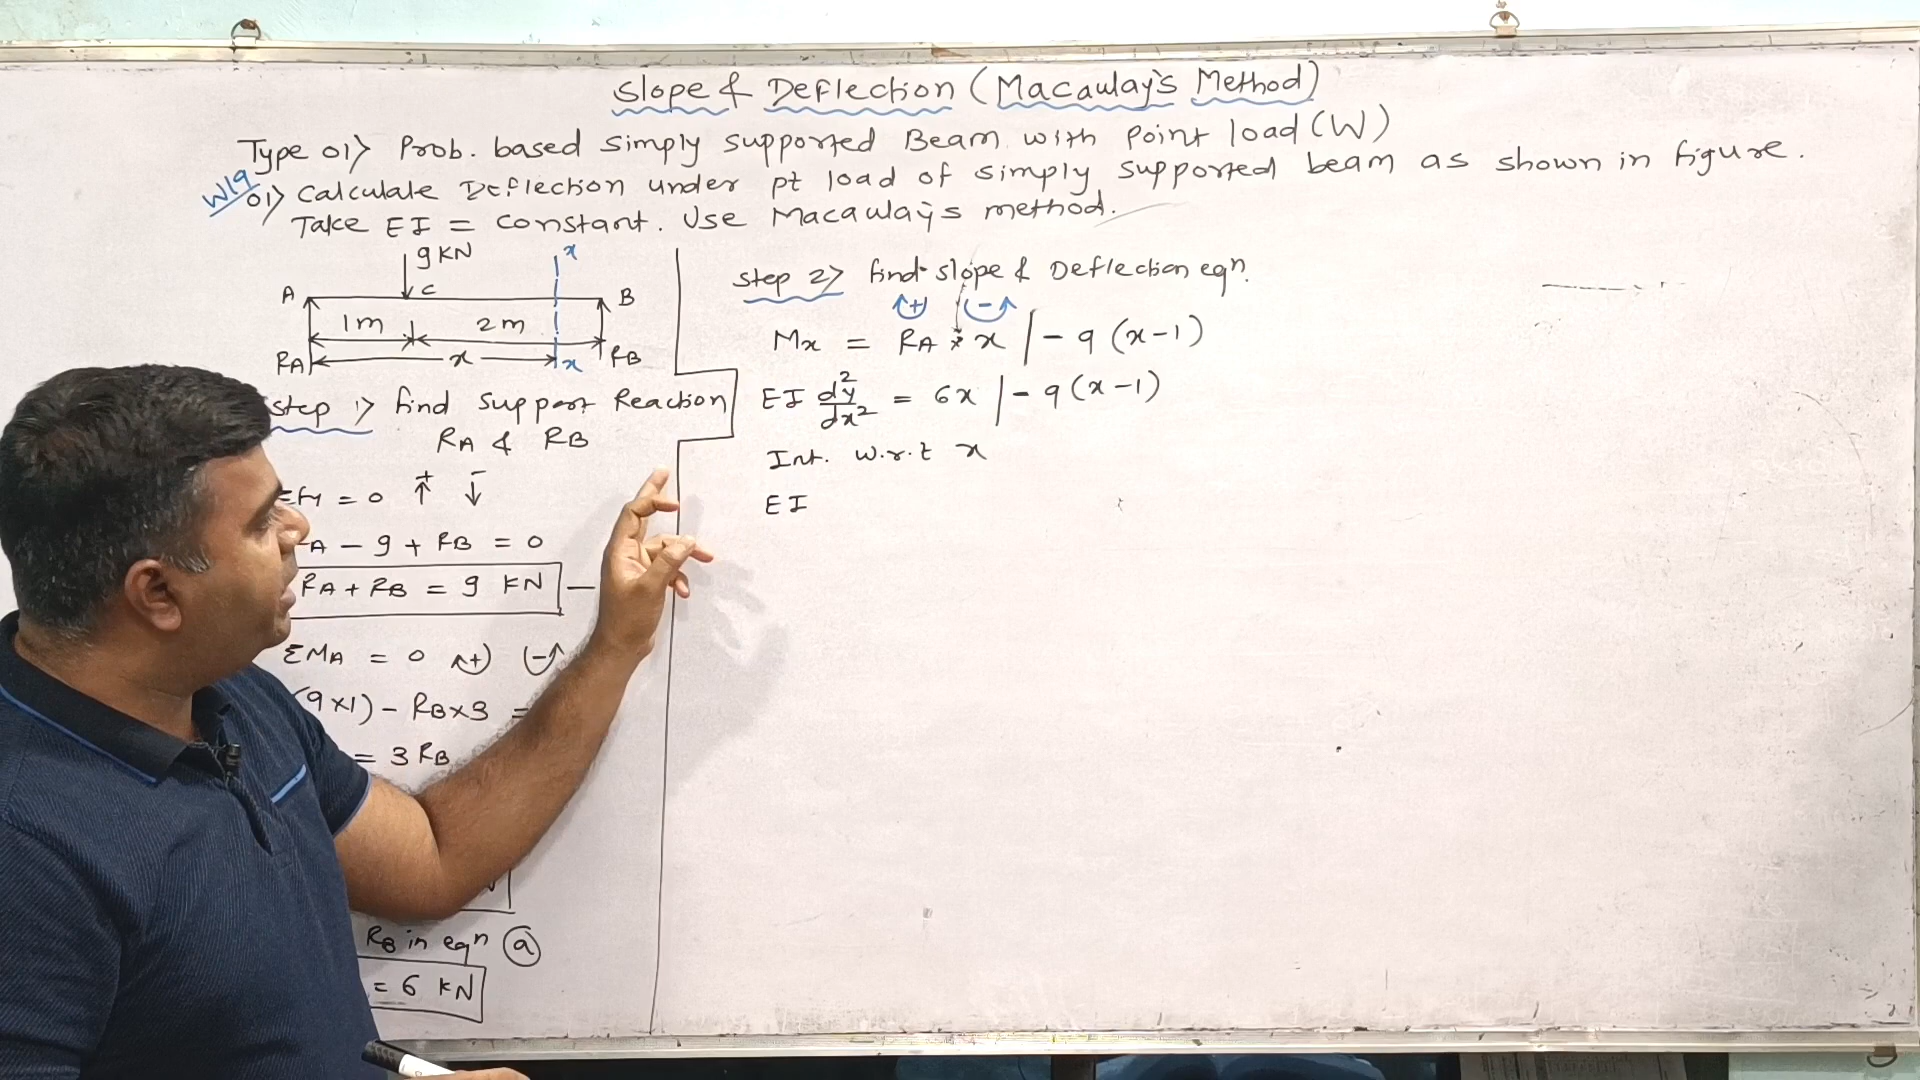 Slope & Deflection (Macaulay's Method)
Type 01> Prob. based simply supported Beam with point load (W)
W19
01> Calculate Deflection under pt load of simply supported beam as shown in figure.
Take EI = constant. Use Macaulay's method.
9 KN
x
A
C
B
1m
2m
RA
x
x
RB
Step 1> find Support Reaction
RA & RB
ΣFy = 0 ↑+ ↓-
RA - 9 + RB = 0
RA + RB = 9 KN —
ΣMA = 0 (+) (-)
(9×1) - RB×3 =
= 3 RB
RB in eqn (a)
= 6 KN
Step 2> find slope & Deflection eqn.
(+) (-)
Mx = RA × x | - 9 (x-1)
EI d²y/dx² = 6x | - 9 (x-1)
Int. w.r.t x
EI